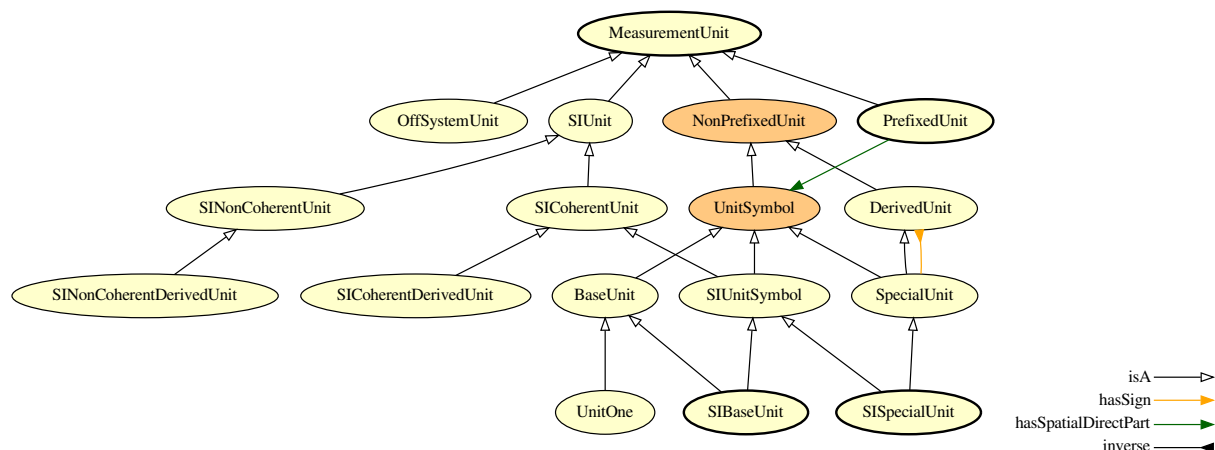 MeasurementUnit
OffSystemUnit
SIUnit
NonPrefixedUnit
PrefixedUnit
SINonCoherentUnit
SICoherentUnit
UnitSymbol
DerivedUnit
SINonCoherentDerivedUnit
SICoherentDerivedUnit
BaseUnit
SIUnitSymbol
SpecialUnit
UnitOne
SIBaseUnit
SISpecialUnit
isA
hasSign
hasSpatialDirectPart
inverse